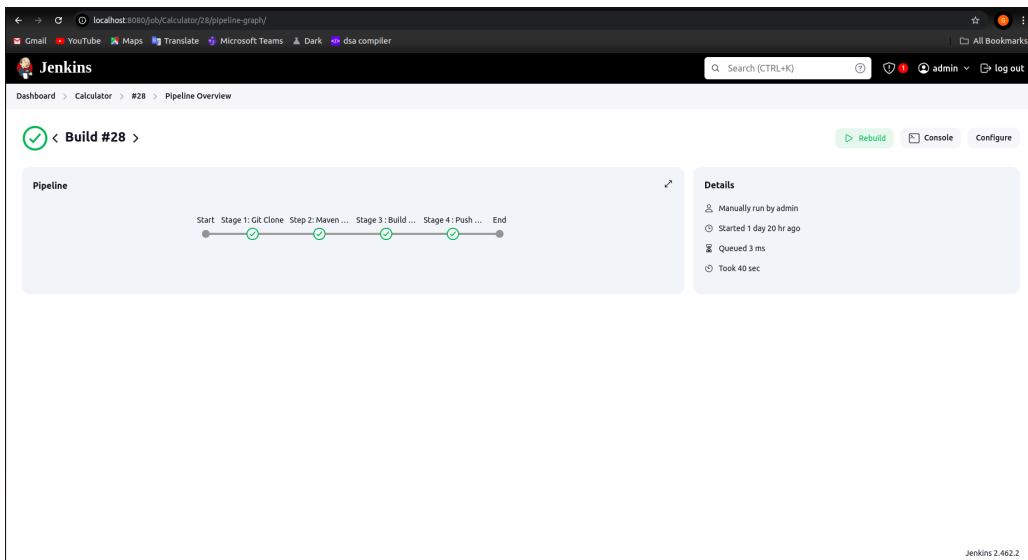 localhost:8080/job/Calculator/28/pipeline-graph/
G
Gmail YouTube Maps Translate Microsoft Teams Dark dsa compiler All Bookmarks
Jenkins Search (CTRL+K) ? 1 admin log out
Dashboard > Calculator > #28 > Pipeline Overview
Build #28 Rebuild Console Configure
Pipeline
Start Stage 1: Git Clone Step 2: Maven ... Stage 3 : Build ... Stage 4 : Push ... End
Details
Manually run by admin
Started 1 day 20 hr ago
Queued 3 ms
Took 40 sec
Jenkins 2.462.2